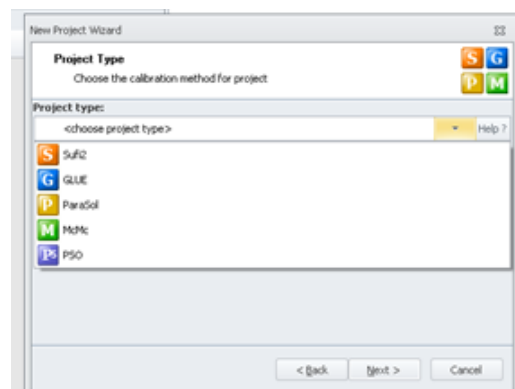 New Project Wizard
Project Type
Choose the calibration method for project
S G
P M
Project type:
<choose project type>
Help ?
S Sufi2
G GLUE
P ParaSol
M McMc
PS PSO
< Back
Next >
Cancel